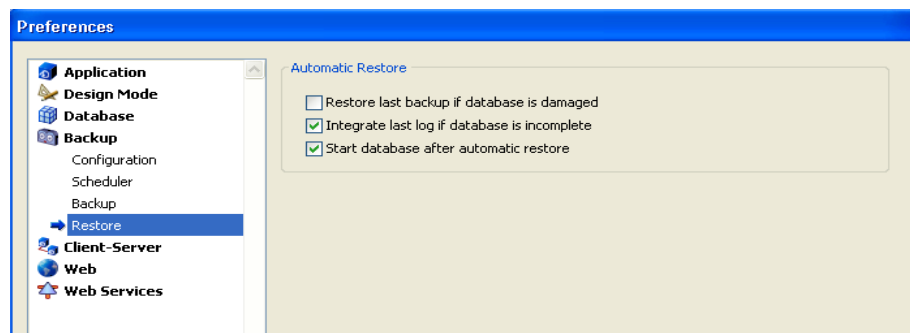 Preferences
Application
Design Mode
Database
Backup
Configuration
Scheduler
Backup
Restore
Client-Server
Web
Web Services
Automatic Restore
Restore last backup if database is damaged
Integrate last log if database is incomplete
Start database after automatic restore